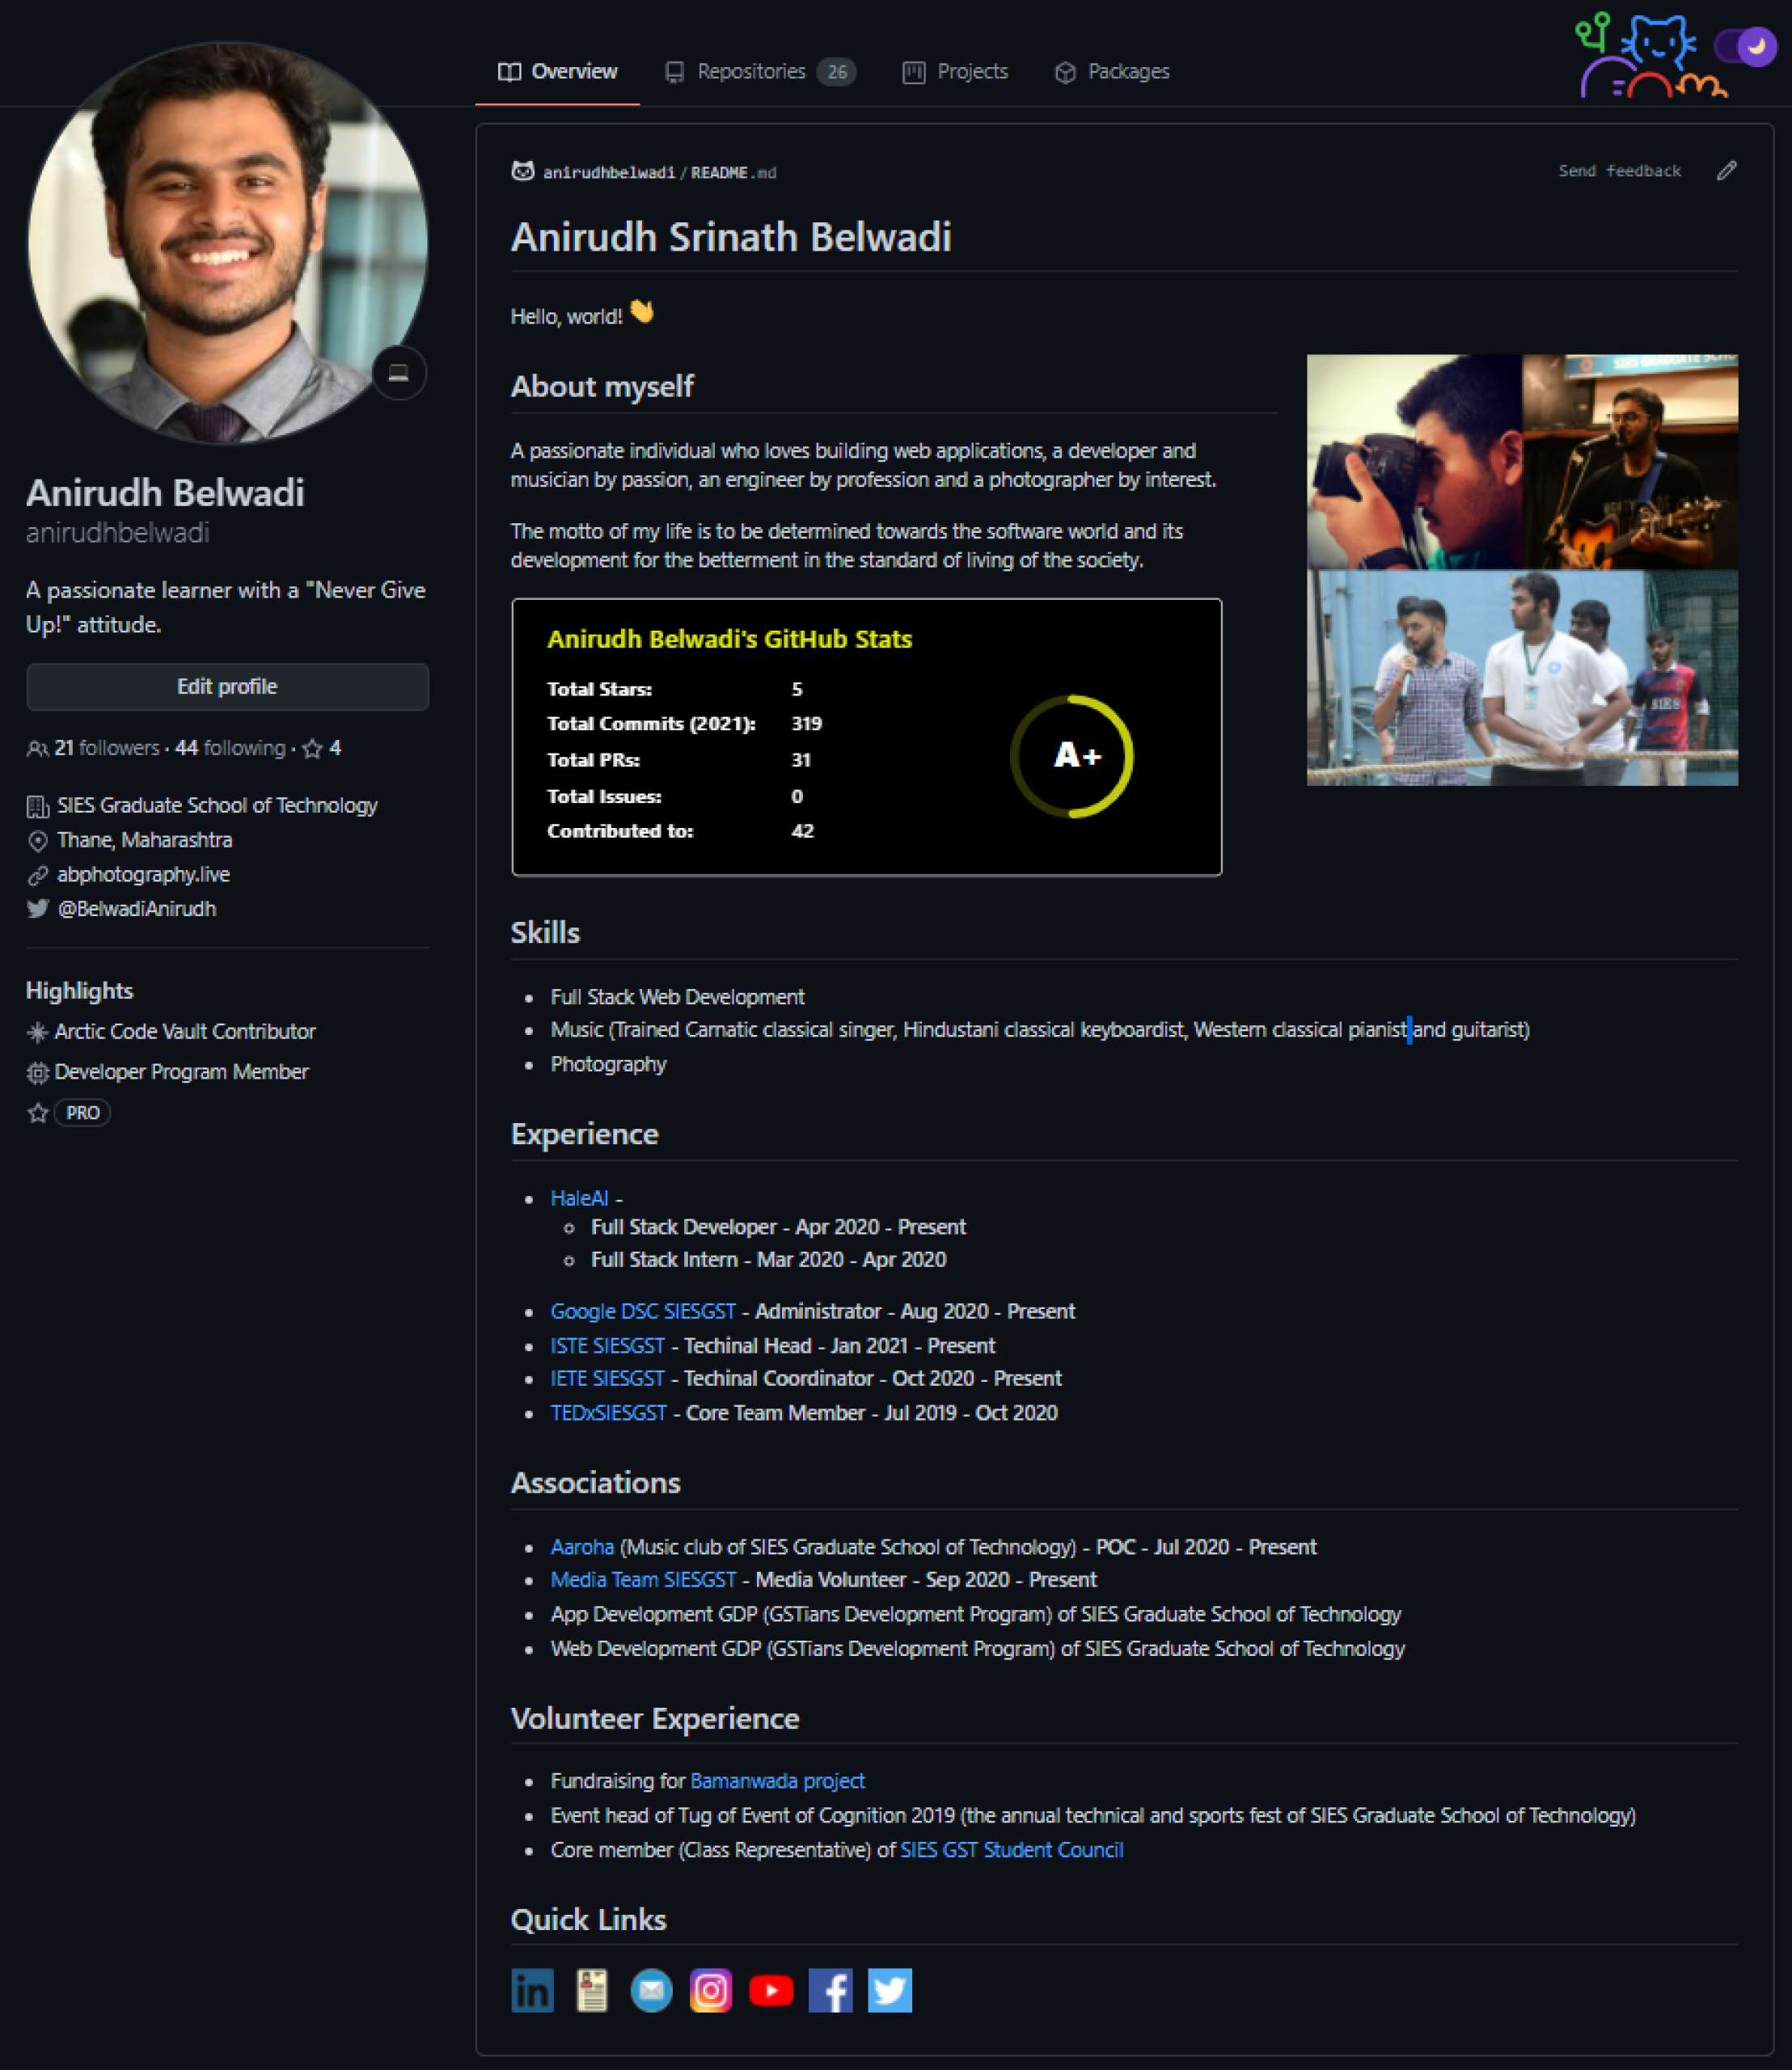 Overview
Repositories 26
Projects
Packages
anirudhbelwadi/README.md
Send feedback
Anirudh Belwadi
anirudhbelwadi
A passionate learner with a "Never Give
Up!" attitude.
Edit profile
21 followers · 44 following · 4
SIES Graduate School of Technology
Thane, Maharashtra
abphotography.live
@BelwadiAnirudh
Highlights
Arctic Code Vault Contributor
Developer Program Member
PRO
Anirudh Srinath Belwadi
Hello, world! 👋
About myself
A passionate individual who loves building web applications, a developer and
musician by passion, an engineer by profession and a photographer by interest.
The motto of my life is to be determined towards the software world and its
development for the betterment in the standard of living of the society.
SIES GRADUATE
SIES
Anirudh Belwadi's GitHub Stats
Total Stars: 5
Total Commits (2021): 319
Total PRs: 31
Total Issues: 0
Contributed to: 42
A+
Skills
• Full Stack Web Development
• Music (Trained Carnatic classical singer, Hindustani classical keyboardist, Western classical pianist and guitarist)
• Photography
Experience
• HaleAI -
◦ Full Stack Developer - Apr 2020 - Present
◦ Full Stack Intern - Mar 2020 - Apr 2020
• Google DSC SIESGST - Administrator - Aug 2020 - Present
• ISTE SIESGST - Techinal Head - Jan 2021 - Present
• IETE SIESGST - Techinal Coordinator - Oct 2020 - Present
• TEDxSIESGST - Core Team Member - Jul 2019 - Oct 2020
Associations
• Aaroha (Music club of SIES Graduate School of Technology) - POC - Jul 2020 - Present
• Media Team SIESGST - Media Volunteer - Sep 2020 - Present
• App Development GDP (GSTians Development Program) of SIES Graduate School of Technology
• Web Development GDP (GSTians Development Program) of SIES Graduate School of Technology
Volunteer Experience
• Fundraising for Bamanwada project
• Event head of Tug of Event of Cognition 2019 (the annual technical and sports fest of SIES Graduate School of Technology)
• Core member (Class Representative) of SIES GST Student Council
Quick Links
in